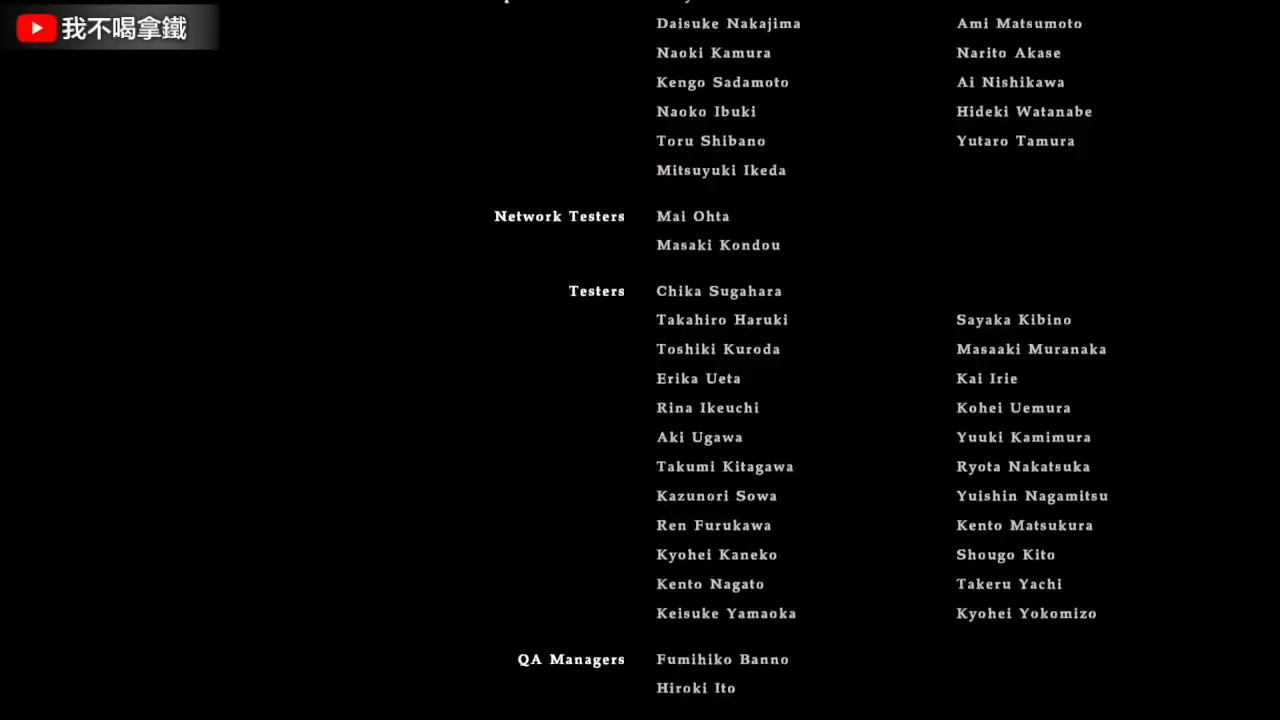 我不喝拿鐵
Daisuke Nakajima Ami Matsumoto
Naoki Kamura Narito Akase
Kengo Sadamoto Ai Nishikawa
Naoko Ibuki Hideki Watanabe
Toru Shibano Yutaro Tamura
Mitsuyuki Ikeda
Network Testers Mai Ohta
Masaki Kondou
Testers Chika Sugahara
Takahiro Haruki Sayaka Kibino
Toshiki Kuroda Masaaki Muranaka
Erika Ueta Kai Irie
Rina Ikeuchi Kohei Uemura
Aki Ugawa Yuuki Kamimura
Takumi Kitagawa Ryota Nakatsuka
Kazunori Sowa Yuishin Nagamitsu
Ren Furukawa Kento Matsukura
Kyohei Kaneko Shougo Kito
Kento Nagato Takeru Yachi
Keisuke Yamaoka Kyohei Yokomizo
QA Managers Fumihiko Banno
Hiroki Ito